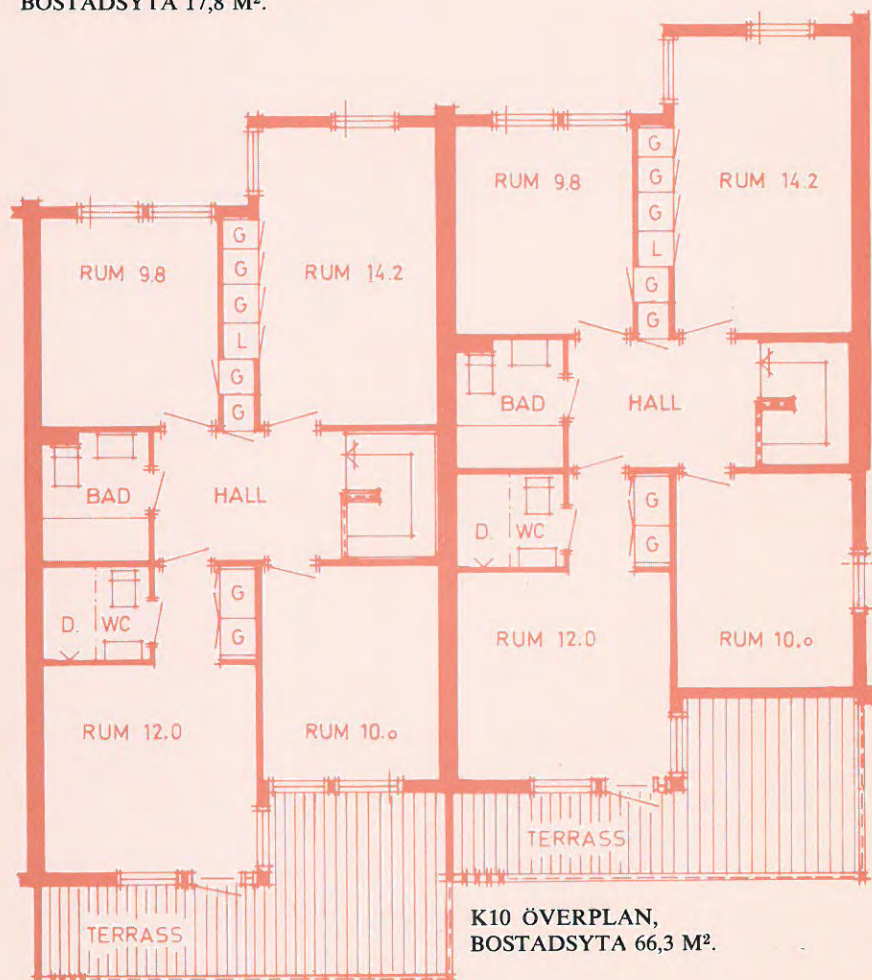 BOSTADSYTA 17,8 M².
G
RUM 9.8
G
RUM 14.2
G
L
G
G
G
RUM 9.8
G
RUM 14.2
G
L
G
G
BAD
HALL
BAD
HALL
G
D. WC
G
G
D. WC
G
RUM 12.0
RUM 10.0
RUM 12.0
RUM 10.0
TERRASS
TERRASS
K10 ÖVERPLAN,
BOSTADSYTA 66,3 M².